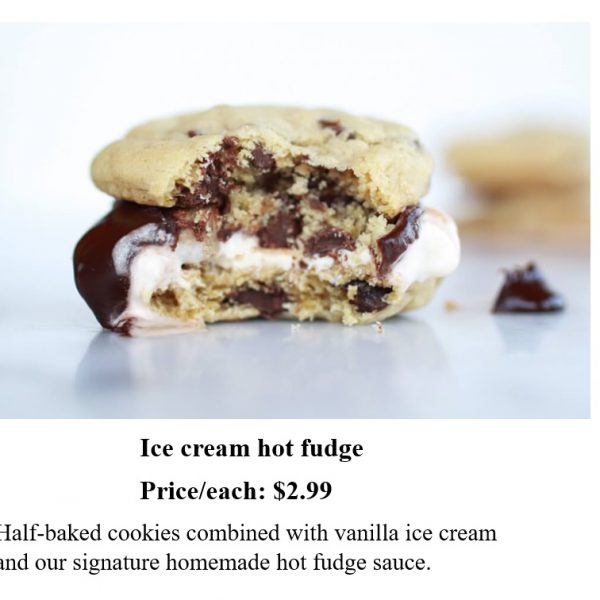 Ice cream hot fudge
Price/each: $2.99
Half-baked cookies combined with vanilla ice cream
and our signature homemade hot fudge sauce.